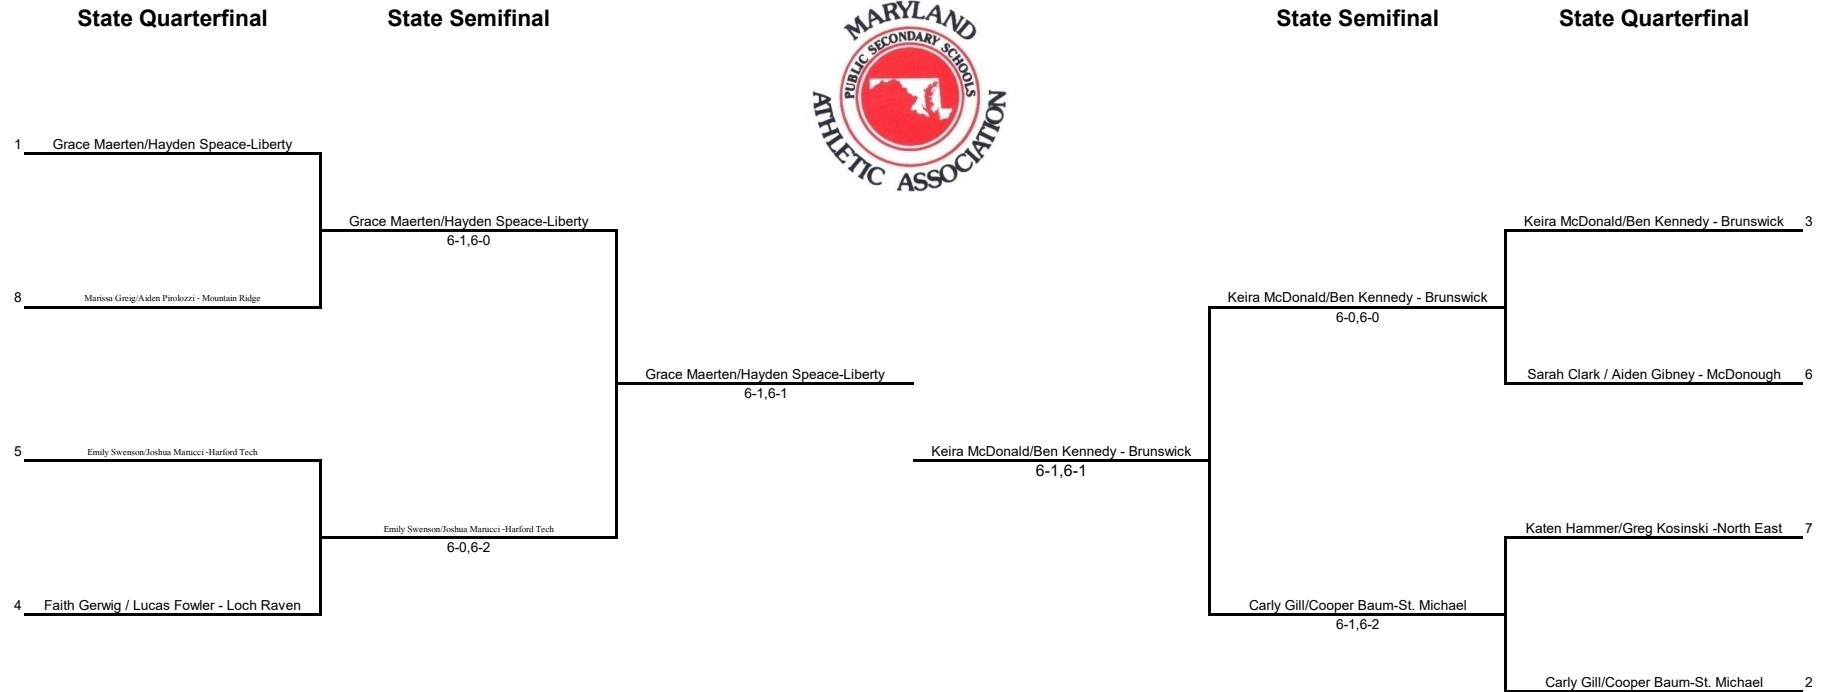 State Quarterfinal
State Semifinal
MARYLAND
PUBLIC SECONDARY SCHOOLS
ATHLETIC ASSOCIATION
State Semifinal
State Quarterfinal
1 Grace Maerten/Hayden Speace-Liberty
Grace Maerten/Hayden Speace-Liberty
6-1,6-0
8 Marissa Greig/Aiden Pirolozzi - Mountain Ridge
Grace Maerten/Hayden Speace-Liberty
6-1,6-1
5 Emily Swenson/Joshua Marucci -Harford Tech
Emily Swenson/Joshua Marucci -Harford Tech
6-0,6-2
4 Faith Gerwig / Lucas Fowler - Loch Raven
Keira McDonald/Ben Kennedy - Brunswick 3
Keira McDonald/Ben Kennedy - Brunswick
6-0,6-0
Sarah Clark / Aiden Gibney - McDonough 6
Keira McDonald/Ben Kennedy - Brunswick
6-1,6-1
Katen Hammer/Greg Kosinski -North East 7
Carly Gill/Cooper Baum-St. Michael
6-1,6-2
Carly Gill/Cooper Baum-St. Michael 2